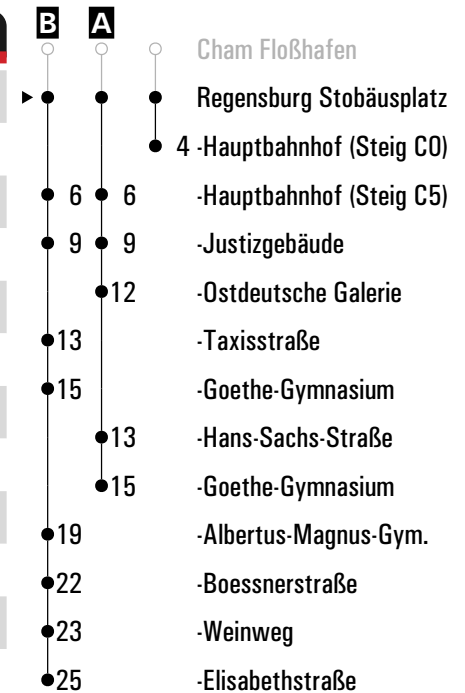 B A
Cham Floßhafen
Regensburg Stobäusplatz
4 -Hauptbahnhof (Steig C0)
6 6 -Hauptbahnhof (Steig C5)
9 9 -Justizgebäude
12 -Ostdeutsche Galerie
13 -Taxisstraße
15 -Goethe-Gymnasium
13 -Hans-Sachs-Straße
15 -Goethe-Gymnasium
19 -Albertus-Magnus-Gym.
22 -Boessnerstraße
23 -Weinweg
25 -Elisabethstraße